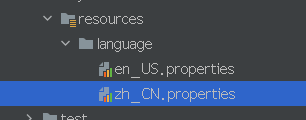 resources
language
en_US.properties
zh_CN.properties
test